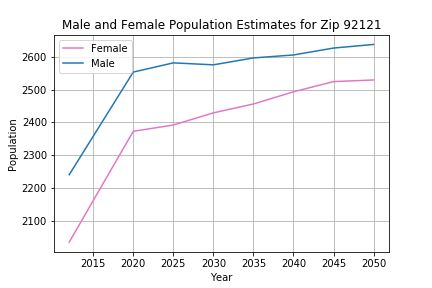 Male and Female Population Estimates for Zip 92121
Female
Male
2600
2500
2400
2300
2200
2100
Population
2015 2020 2025 2030 2035 2040 2045 2050
Year